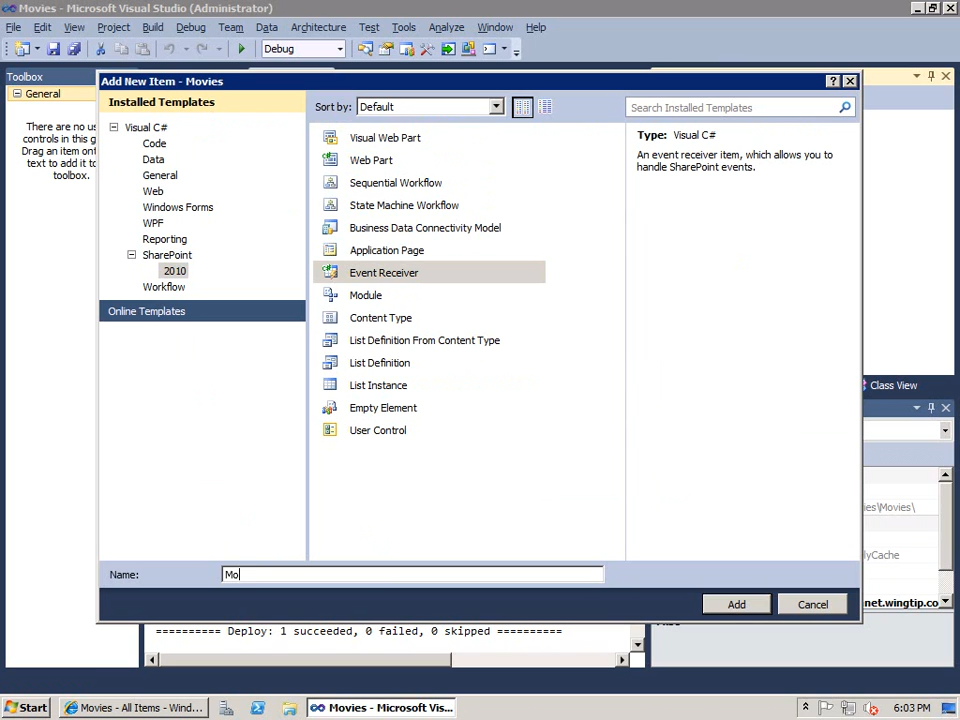 Movies - Microsoft Visual Studio (Administrator)
File Edit View Project Build Debug Team Data Architecture Test Tools Analyze Window Help
Debug
Toolbox
General
There are no us
controls in this g
Drag an item ont
text to add it to
toolbox.
Add New Item - Movies
Installed Templates
Sort by: Default
Search Installed Templates
Visual C#
Code
Data
General
Web
Windows Forms
WPF
Reporting
SharePoint
2010
Workflow
Online Templates
Visual Web Part
Web Part
Sequential Workflow
State Machine Workflow
Business Data Connectivity Model
Application Page
Event Receiver
Module
Content Type
List Definition From Content Type
List Definition
List Instance
Empty Element
User Control
Type: Visual C#
An event receiver item, which allows you to
handle SharePoint events.
Class View
ies\Movies\
lyCache
net.wingtip.co
Name: Mo
Add Cancel
========== Deploy: 1 succeeded, 0 failed, 0 skipped ==========
Start
Movies - All Items - Wind...
Movies - Microsoft Vis...
6:03 PM